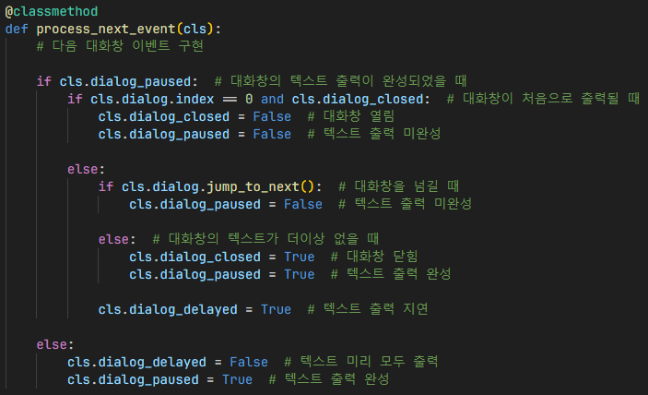 @classmethod
def process_next_event(cls):
    # 다음 대화창 이벤트 구현
    if cls.dialog_paused:  # 대화창의 텍스트 출력이 완성되었을 때
        if cls.dialog.index == 0 and cls.dialog_closed:  # 대화창이 처음으로 출력될 때
            cls.dialog_closed = False  # 대화창 열림
            cls.dialog_paused = False  # 텍스트 출력 미완성
        else:
            if cls.dialog.jump_to_next():  # 대화창을 넘길 때
                cls.dialog_paused = False  # 텍스트 출력 미완성
            else:  # 대화창의 텍스트가 더이상 없을 때
                cls.dialog_closed = True  # 대화창 닫힘
                cls.dialog_paused = True  # 텍스트 출력 완성
            cls.dialog_delayed = True  # 텍스트 출력 지연
    else:
        cls.dialog_delayed = False  # 텍스트 미리 모두 출력
        cls.dialog_paused = True  # 텍스트 출력 완성